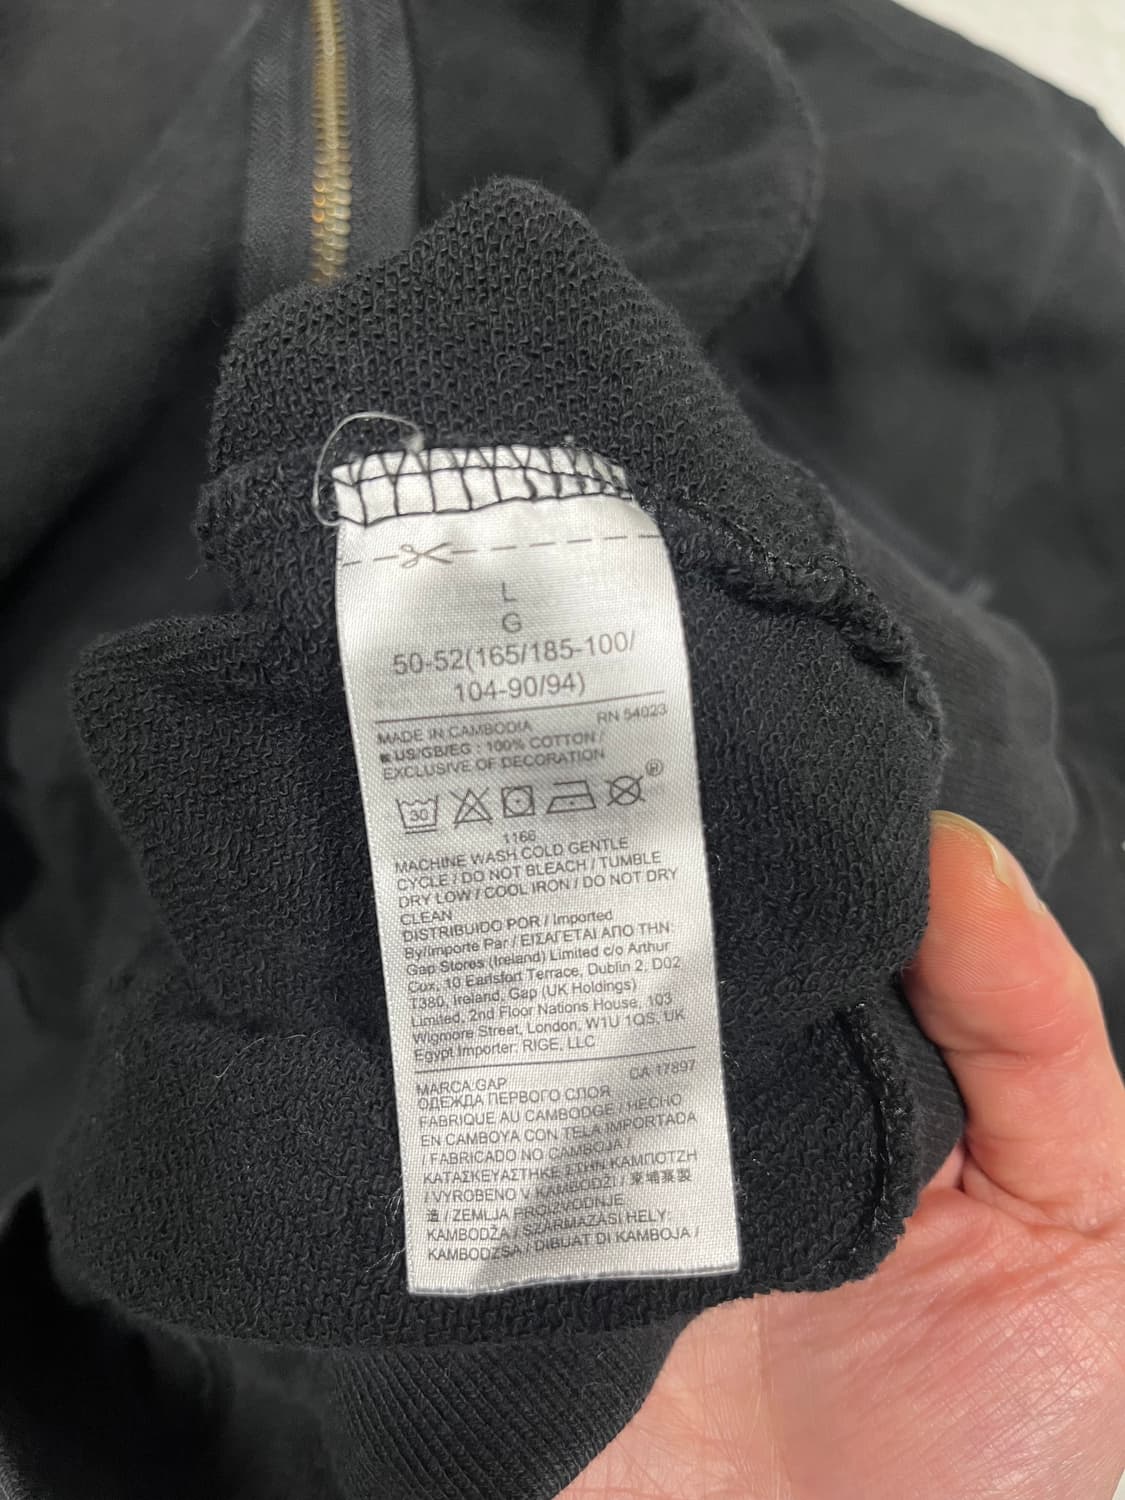 L
G
50-52(165/185-100/
104-90/94)
MADE IN CAMBODIA RN 54023
US/GB/EG : 100% COTTON /
EXCLUSIVE OF DECORATION
30 ®
1166
MACHINE WASH COLD GENTLE
CYCLE / DO NOT BLEACH / TUMBLE
DRY LOW / COOL IRON / DO NOT DRY
CLEAN
DISTRIBUIDO POR / Imported
By/Importe Par / ΕΙΣΑΓΕΤΑΙ ΑΠΟ ΤΗΝ:
Gap Stores (Ireland) Limited c/o Arthur
Cox, 10 Earlsfort Terrace, Dublin 2, D02
T380, Ireland, Gap (UK Holdings)
Limited, 2nd Floor Nations House, 103
Wigmore Street, London, W1U 1QS, UK
Egypt Importer: RIGE, LLC
MARCA GAP CA 17897
ОДЕЖДА ПЕРВОГО СЛОЯ
FABRIQUE AU CAMBODGE / HECHO
EN CAMBOYA CON TELA IMPORTADA
/ FABRICADO NO CAMBOJA /
ΚΑΤΑΣΚΕΥΑΣΤΗΚΕ ΣΤΗΝ ΚΑΜΠΟΤΖΗ
/ VYROBENO V KAMBODŽI / 柬埔寨製
造 / ZEMLJA PROIZVODNJE
KAMBODŽA / SZÁRMAZÁSI HELY:
KAMBODZSA / DIBUAT DI KAMBOJA /